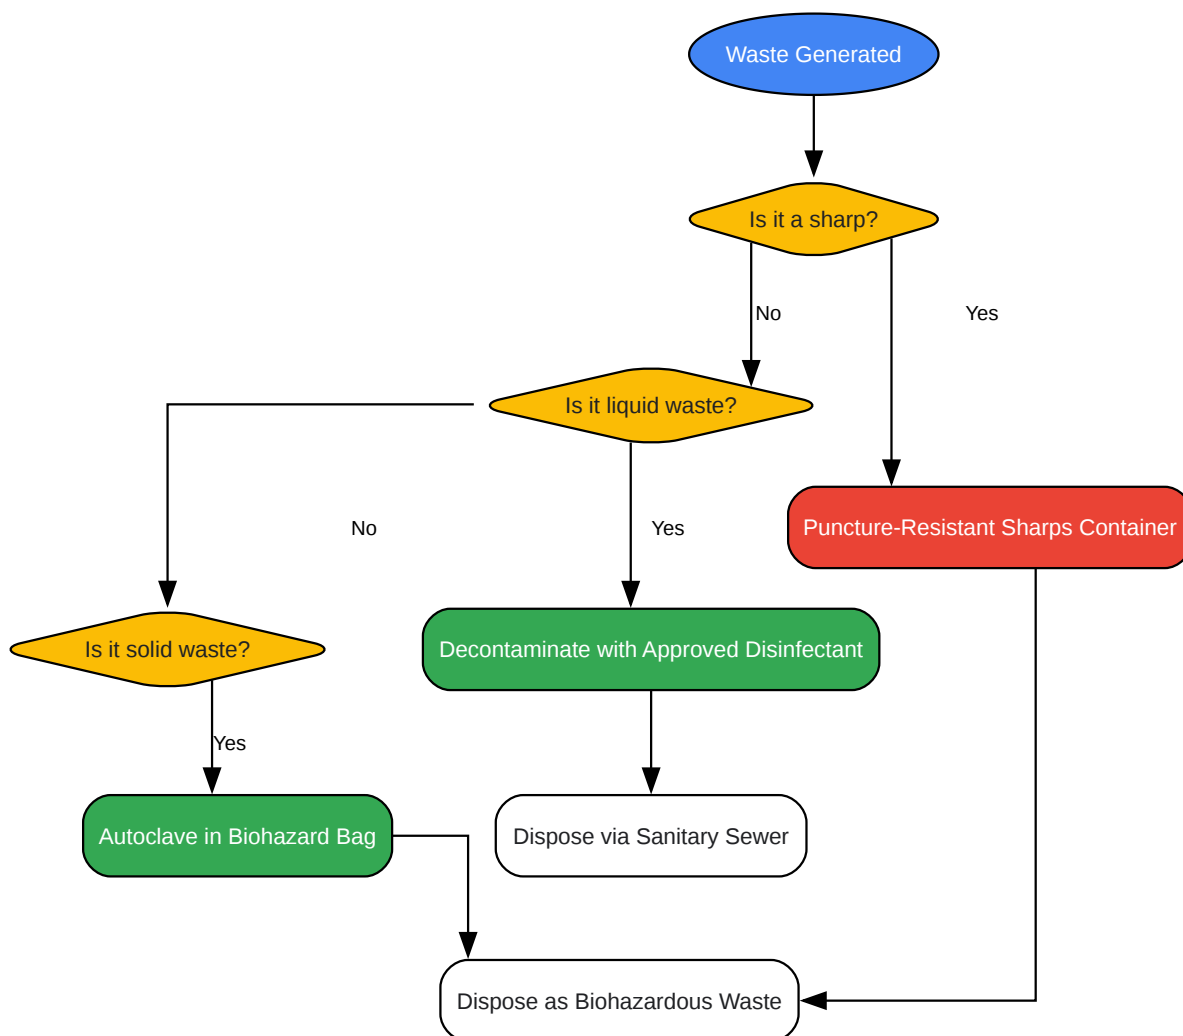 Waste Generated
Is it a sharp?
No
Yes
Is it liquid waste?
No
Yes
Puncture-Resistant Sharps Container
Is it solid waste?
Decontaminate with Approved Disinfectant
Yes
Autoclave in Biohazard Bag
Dispose via Sanitary Sewer
Dispose as Biohazardous Waste